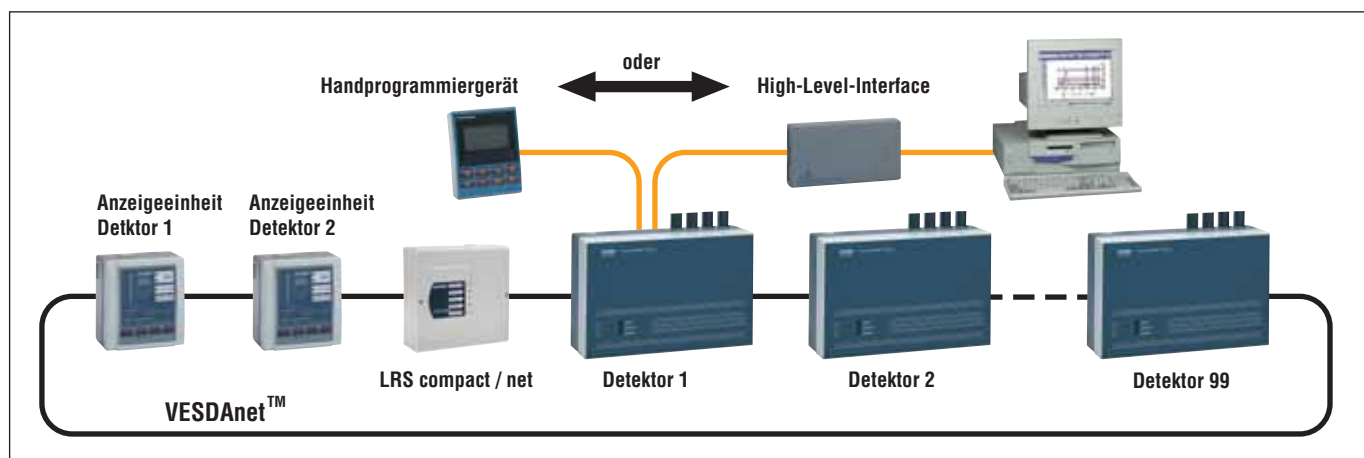 oder
Handprogrammiergerät
High-Level-Interface
Anzeigeeinheit
Detktor 1
Anzeigeeinheit
Detektor 2
LRS compact / net
Detektor 1
Detektor 2
Detektor 99
VESDAnet™